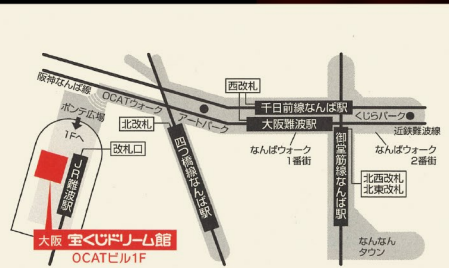 阪神なんば線
OCATウォーク
ポンテ広場
1Fへ
改札口
JR難波駅
大阪 宝くじドリーム館
OCATビル1F
北改札
四つ橋線なんば駅
アートパーク
西改札
千日前線なんば駅
大阪難波駅
なんばウォーク
1番街
御堂筋線なんば駅
くじらパーク
近鉄難波線
なんばウォーク
2番街
北西改札
北東改札
なんなん
タウン